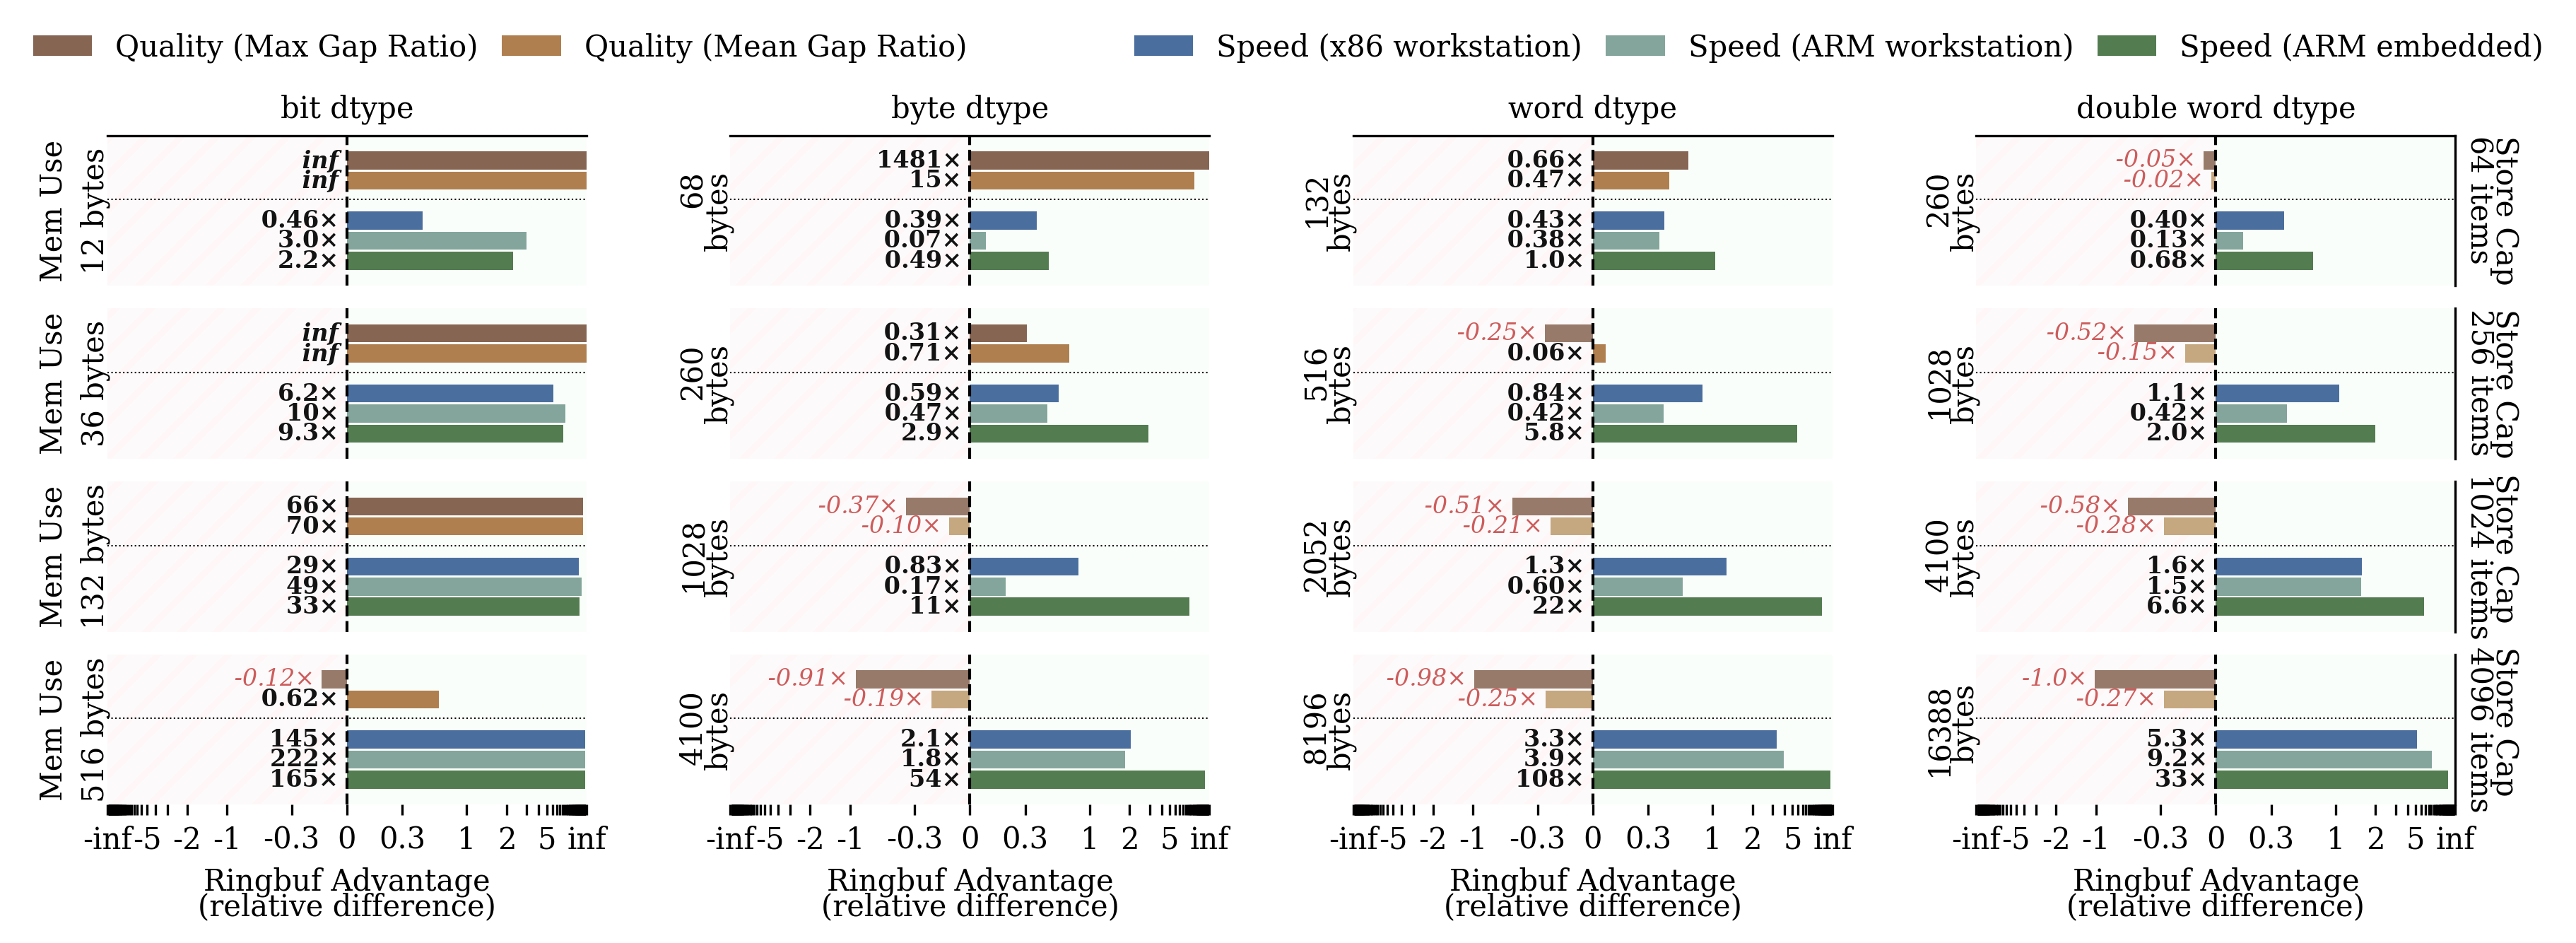 Quality (Max Gap Ratio) Quality (Mean Gap Ratio) Speed (x86 workstation) Speed (ARM workstation) Speed (ARM embedded)
bit dtype byte dtype word dtype double word dtype
Mem Use
12 bytes
inf
inf
0.46×
3.0×
2.2×
68
bytes
1481×
15×
0.39×
0.07×
0.49×
132
bytes
0.66×
0.47×
0.43×
0.38×
1.0×
260
bytes
-0.05×
-0.02×
0.40×
0.13×
0.68×
Store Cap
64 items
Mem Use
36 bytes
inf
inf
6.2×
10×
9.3×
260
bytes
0.31×
0.71×
0.59×
0.47×
2.9×
516
bytes
-0.25×
0.06×
0.84×
0.42×
5.8×
1028
bytes
-0.52×
-0.15×
1.1×
0.42×
2.0×
Store Cap
256 items
Mem Use
132 bytes
66×
70×
29×
49×
33×
1028
bytes
-0.37×
-0.10×
0.83×
0.17×
11×
2052
bytes
-0.51×
-0.21×
1.3×
0.60×
22×
4100
bytes
-0.58×
-0.28×
1.6×
1.5×
6.6×
Store Cap
1024 items
Mem Use
516 bytes
-0.12×
0.62×
145×
222×
165×
4100
bytes
-0.91×
-0.19×
2.1×
1.8×
54×
8196
bytes
-0.98×
-0.25×
3.3×
3.9×
108×
16388
bytes
-1.0×
-0.27×
5.3×
9.2×
33×
Store Cap
4096 items
-inf -5 -2 -1 -0.3 0 0.3 1 2 5 inf
-inf -5 -2 -1 -0.3 0 0.3 1 2 5 inf
-inf -5 -2 -1 -0.3 0 0.3 1 2 5 inf
-inf -5 -2 -1 -0.3 0 0.3 1 2 5 inf
Ringbuf Advantage
(relative difference)
Ringbuf Advantage
(relative difference)
Ringbuf Advantage
(relative difference)
Ringbuf Advantage
(relative difference)